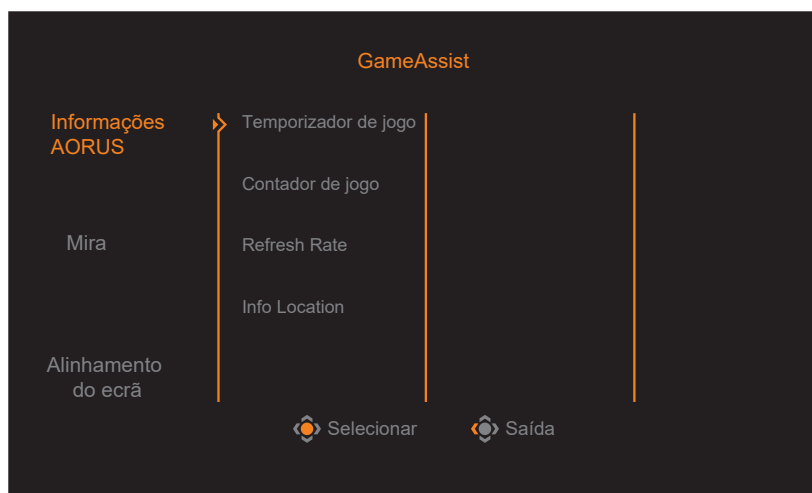 GameAssist
Informações
AORUS
Temporizador de jogo
Contador de jogo
Mira
Refresh Rate
Info Location
Alinhamento
do ecrã
Selecionar
Saída